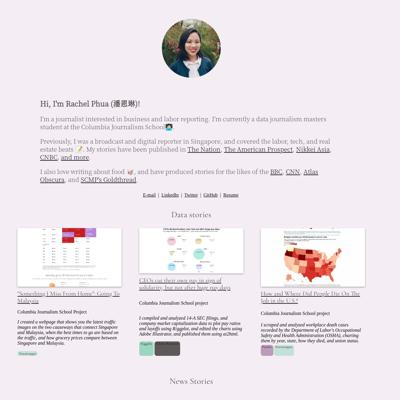 Hi, I'm Rachel Phua (潘恩琳)!
I'm a journalist interested in business and labor reporting. I'm currently a data journalism masters
student at the Columbia Journalism School
Previously, I was a broadcast and digital reporter in Singapore, and covered the labor, tech, and real
estate beats. My stories have been published in The Nation, The American Prospect, Nikkei Asia,
CNBC, and more.
I also love writing about food, and have produced stories for the likes of the BBC, CNN, Atlas
Obscura, and SCMP's Goldthread.
E-mail | LinkedIn | Twitter | GitHub | Resume
Data stories
"Something I Miss From Home": Going To
Malaysia
Columbia Journalism School project
I created a webpage that shows you the latest traffic
images on the two causeways that connect Singapore
and Malaysia, when the best times to go are based on
the traffic, and how grocery prices compare between
Singapore and Malaysia.
CEOs cut their own pay in sign of
solidarity, but not after huge pay days
Columbia Journalism School project
I compiled and analyzed 14-A SEC filings, and
company market capitalization data to plot pay ratios
and layoffs using R/ggplot, and edited the charts using
Adobe Illustrator, and published them using ai2html.
How and Where Did People Die On The
Job in the U.S?
Columbia Journalism School project
I scraped and analyzed workplace death cases
recorded by the Department of Labor's Occupational
Safety and Health Administration (OSHA), charting
them by year, state, how they died, and union status.
News Stories